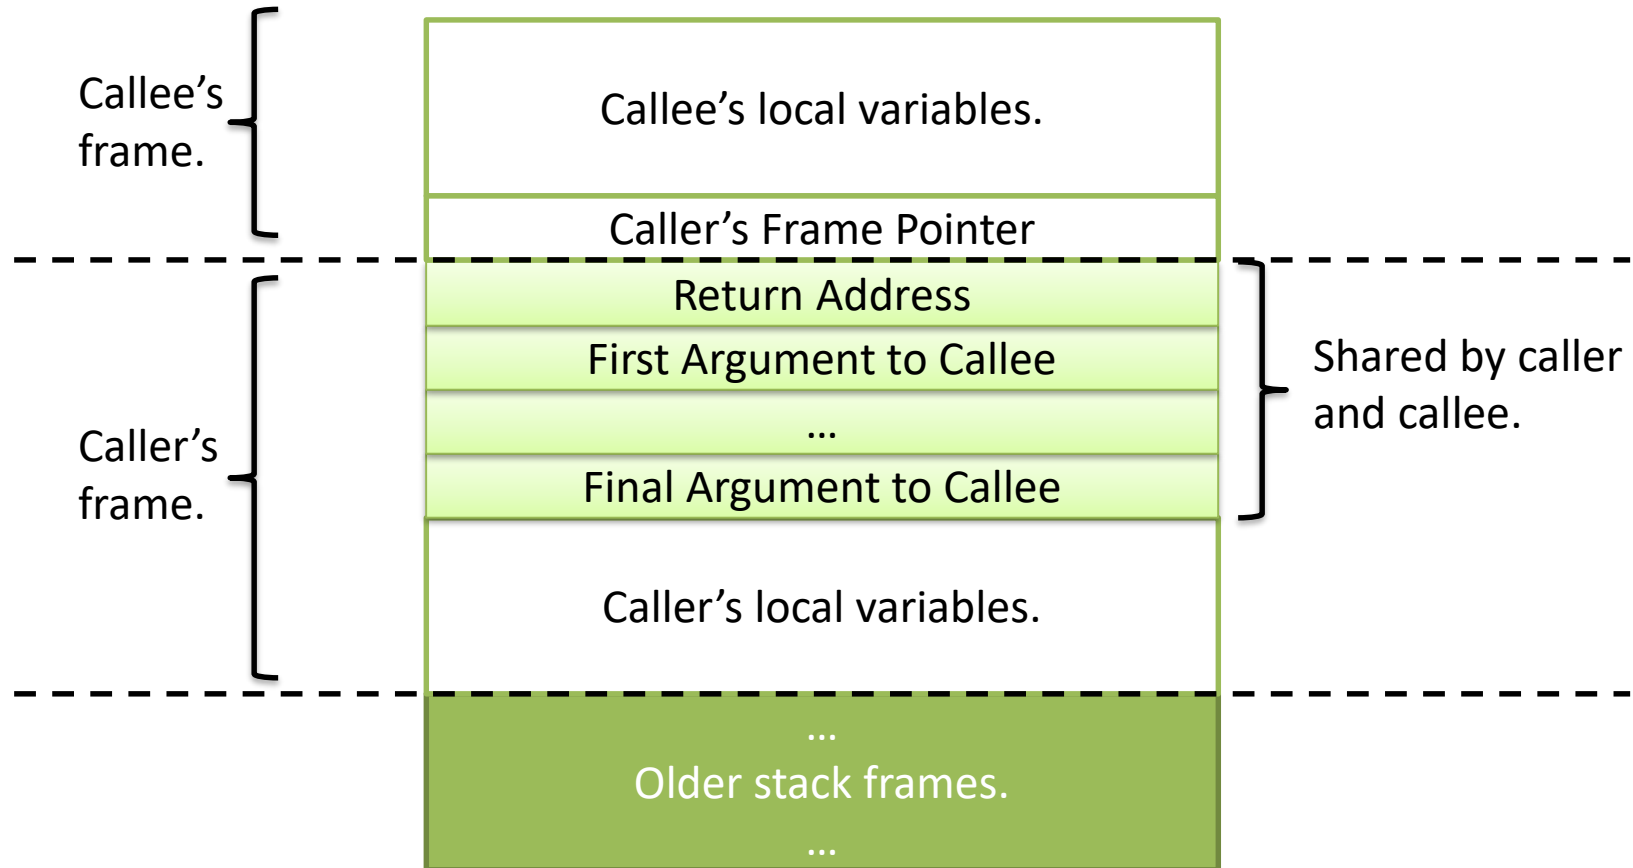 Callee’s
frame.
Callee’s local variables.
Caller’s Frame Pointer
Return Address
First Argument to Callee
…
Final Argument to Callee
Shared by caller
and callee.
Caller’s
frame.
Caller’s local variables.
…
Older stack frames.
…